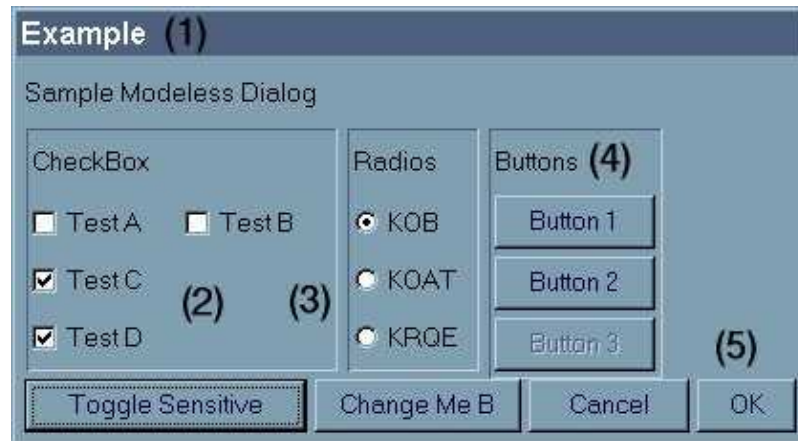 Example (1)
Sample Modeless Dialog
CheckBox Radios Buttons (4)
Test A Test B KOB Button 1
Test C (2) (3) KOAT Button 2
Test D KRQE Button 3 (5)
Toggle Sensitive Change Me B Cancel OK